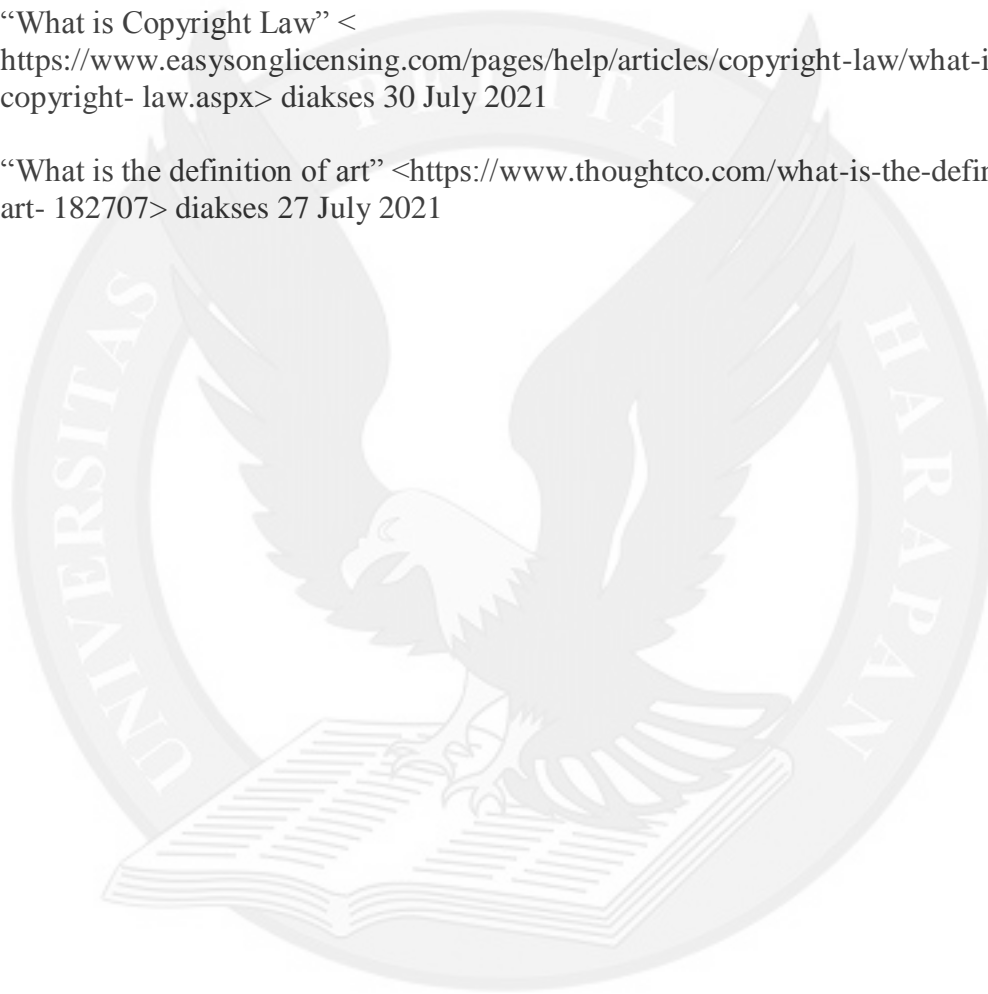 “What is Copyright Law” <
https://www.easysonglicensing.com/pages/help/articles/copyright-law/what-i
copyright- law.aspx> diakses 30 July 2021
“What is the definition of art” <https://www.thoughtco.com/what-is-the-defin
art- 182707> diakses 27 July 2021
UNIVERSITAS PELITA HARAPAN